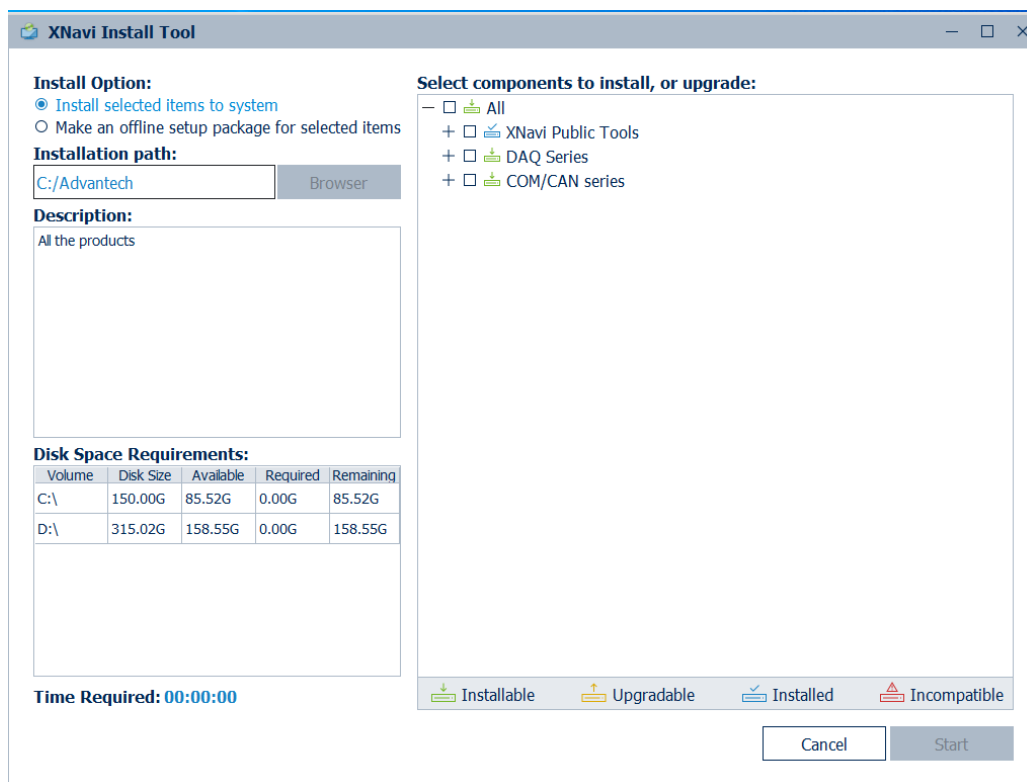 XNavi Install Tool
Install Option:
Install selected items to system
Make an offline setup package for selected items
Installation path:
C:/Advantech
Browser
Description:
All the products
Disk Space Requirements:
Volume Disk Size Available Required Remaining
C:\ 150.00G 85.52G 0.00G 85.52G
D:\ 315.02G 158.55G 0.00G 158.55G
Time Required: 00:00:00
Select components to install, or upgrade:
All
XNavi Public Tools
DAQ Series
COM/CAN series
Installable Upgradable Installed Incompatible
Cancel Start